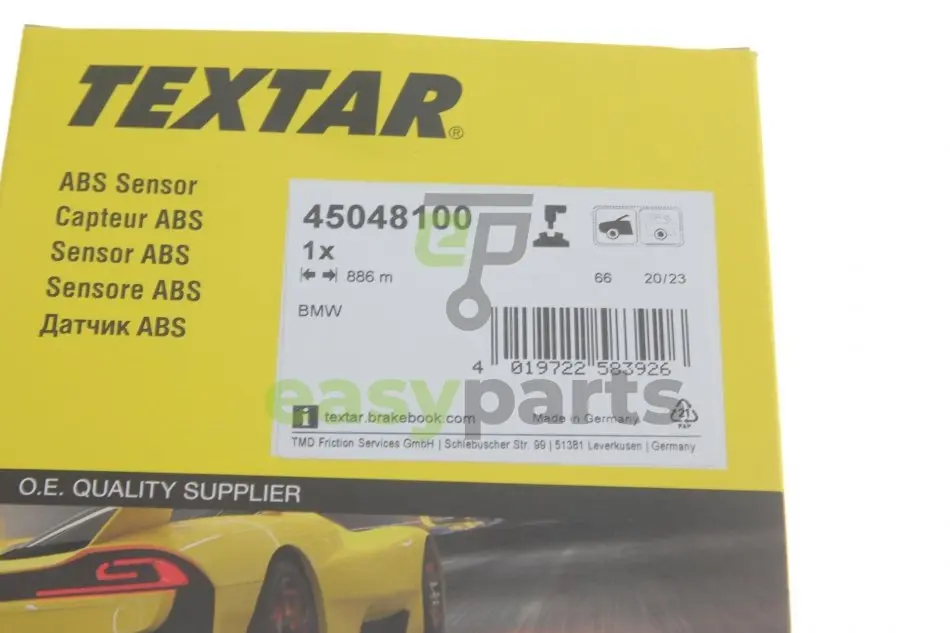 TEXTAR®
ABS Sensor
Capteur ABS
Sensor ABS
Sensore ABS
Датчик ABS
45048100
1x
886 m
66 20/23
BMW
4 019722 583926
easyparts
i textar.brakebook.com Made in Germany
21
PAP
TMD Friction Services GmbH | Schlebuscher Str. 99 | 51381 Leverkusen | Germany
O.E. QUALITY SUPPLIER